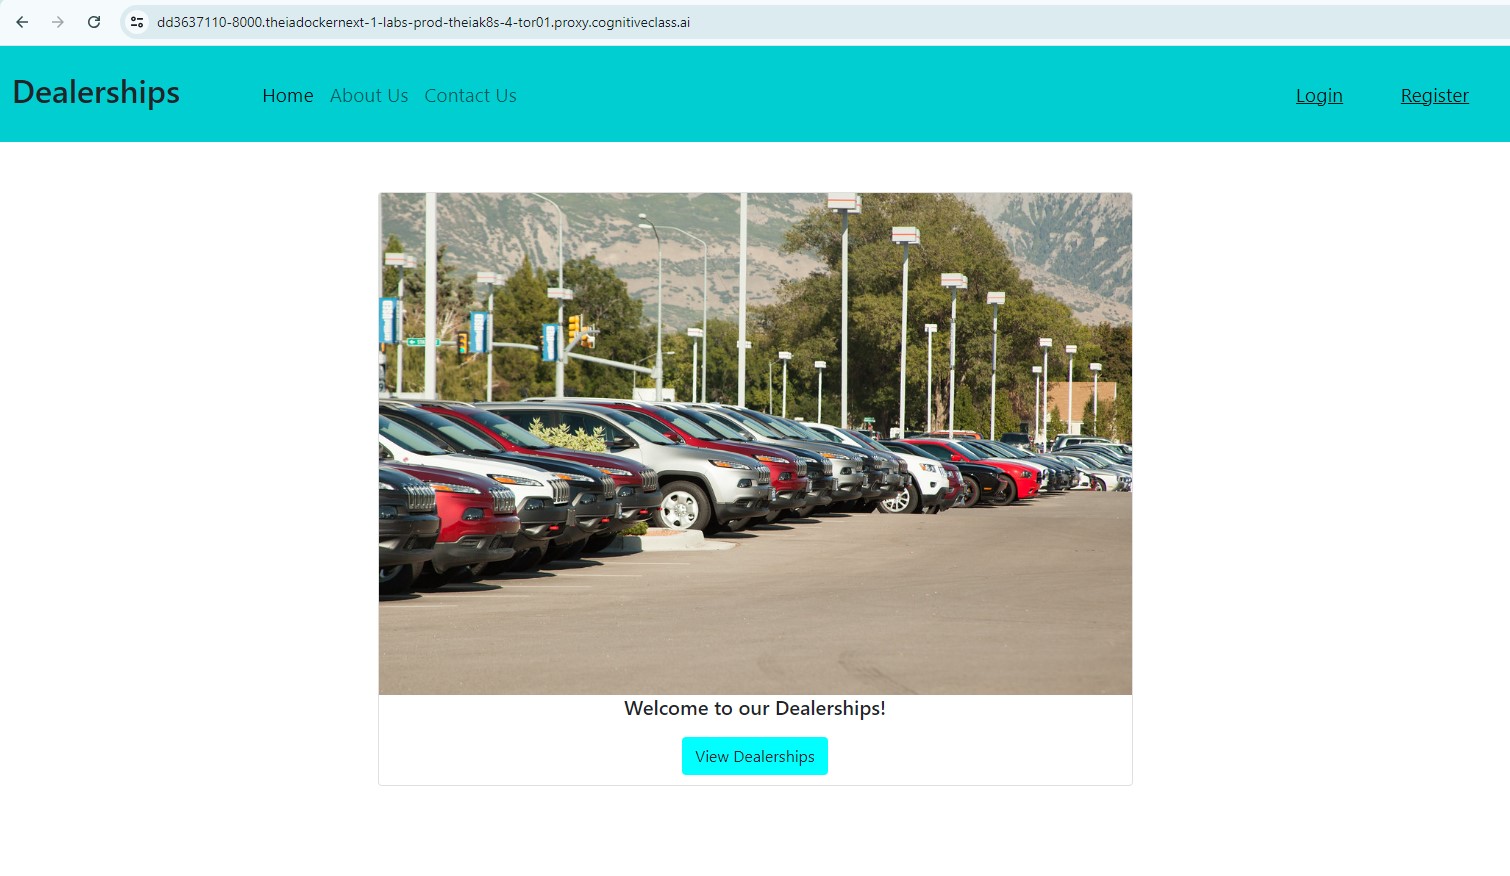 dd3637110-8000.theiadockernext-1-labs-prod-theiak8s-4-tor01.proxy.cognitiveclass.ai
Dealerships Home About Us Contact Us Login Register
Welcome to our Dealerships!
View Dealerships